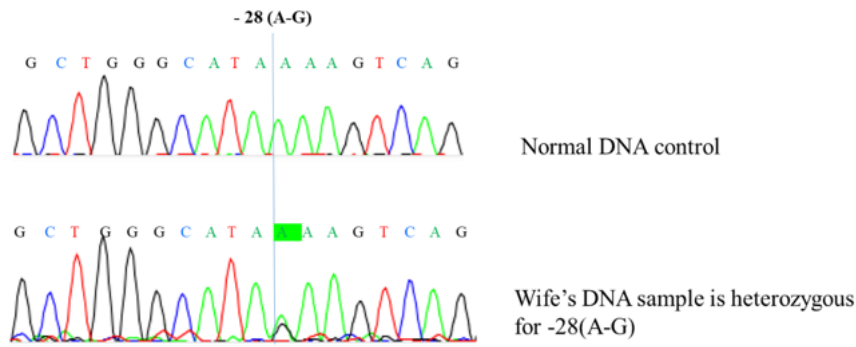 - 28 (A-G)
G C T G G G C A T A A A A G T C A G
Normal DNA control
G C T G G G C A T A A A A G T C A G
Wife's DNA sample is heterozygous
for -28(A-G)